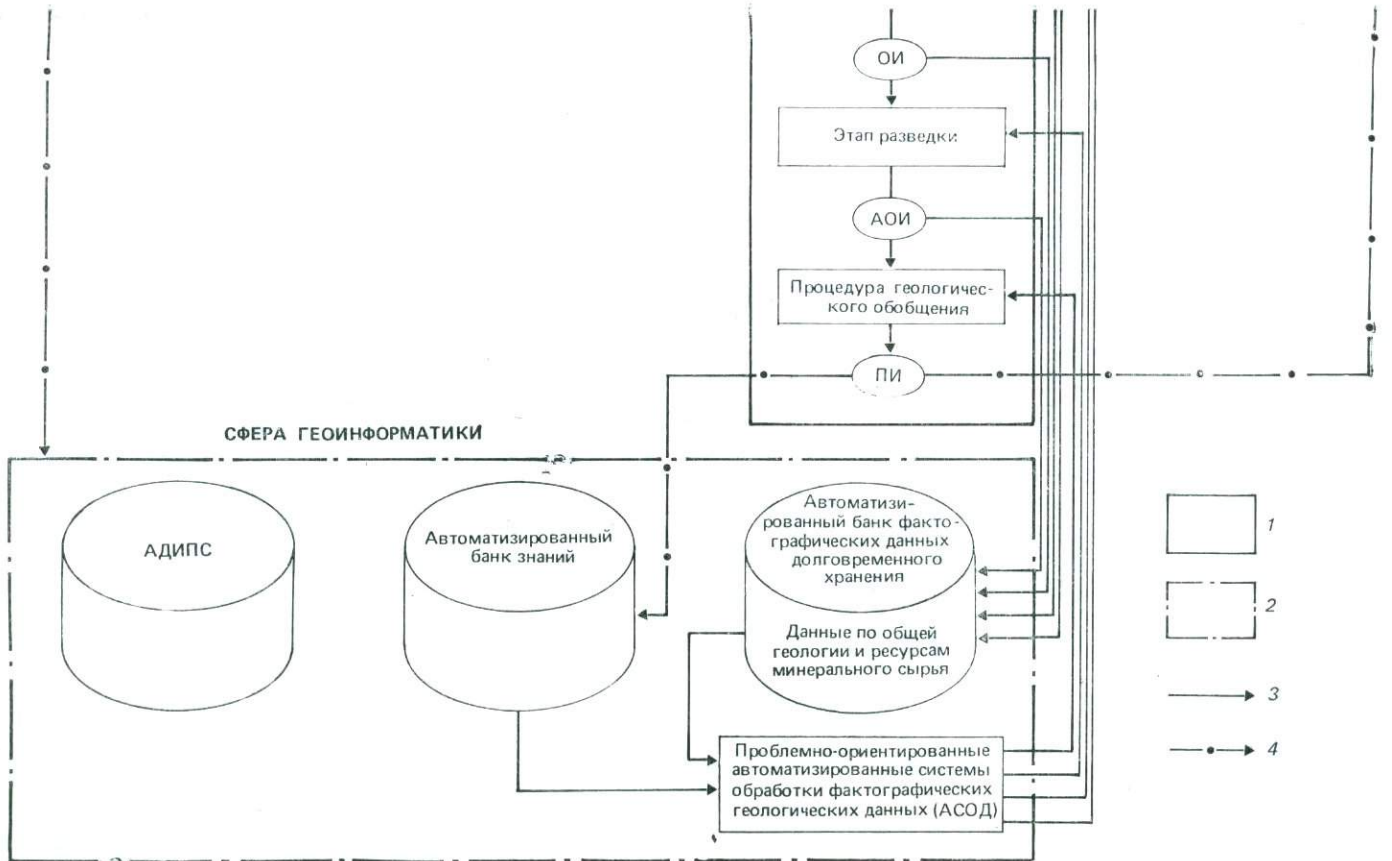 ОИ
Этап разведки
АОИ
Процедура геологичес-
кого обобщения
ПИ
СФЕРА ГЕОИНФОРМАТИКИ
АДИПС
Автоматизированный
банк знаний
Автоматизи-
рованный банк факто-
графических данных
долговременного
хранения
Данные по общей
геологии и ресурсам
минерального сырья
Проблемно-ориентированные
автоматизированные системы
обработки фактографических
геологических данных (АСОД)
1
2
3
4